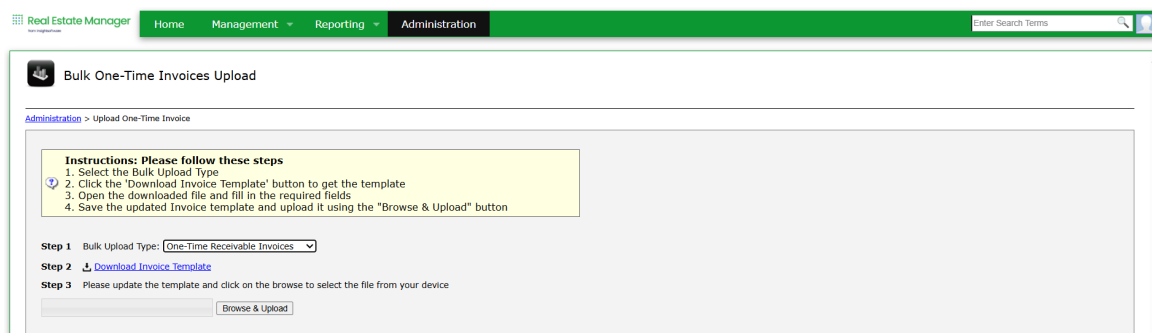 Real Estate Manager
Home Management Reporting Administration
Enter Search Terms
Bulk One-Time Invoices Upload
Administration > Upload One-Time Invoice
Instructions: Please follow these steps
1. Select the Bulk Upload Type
2. Click the 'Download Invoice Template' button to get the template
3. Open the downloaded file and fill in the required fields
4. Save the updated Invoice template and upload it using the "Browse & Upload" button
Step 1 Bulk Upload Type: One-Time Receivable Invoices
Step 2 Download Invoice Template
Step 3 Please update the template and click on the browse to select the file from your device
Browse & Upload